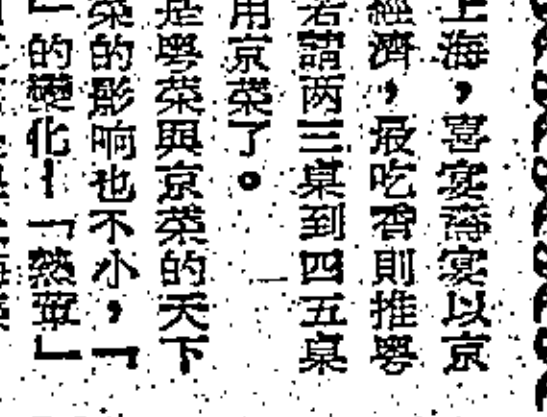 上海，喜宴壽宴以京
經濟，最吃香則推粵
若請两三桌到四五桌
用京菜了。
是粵菜與京菜的天下
菜的影响也不小，「
」的變化—「熱葷」